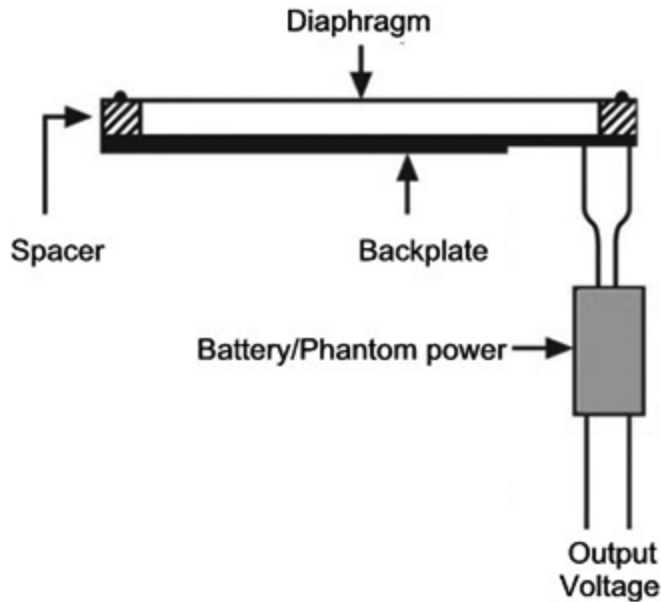 Diaphragm
Spacer
Backplate
Battery/Phantom power
Output
Voltage